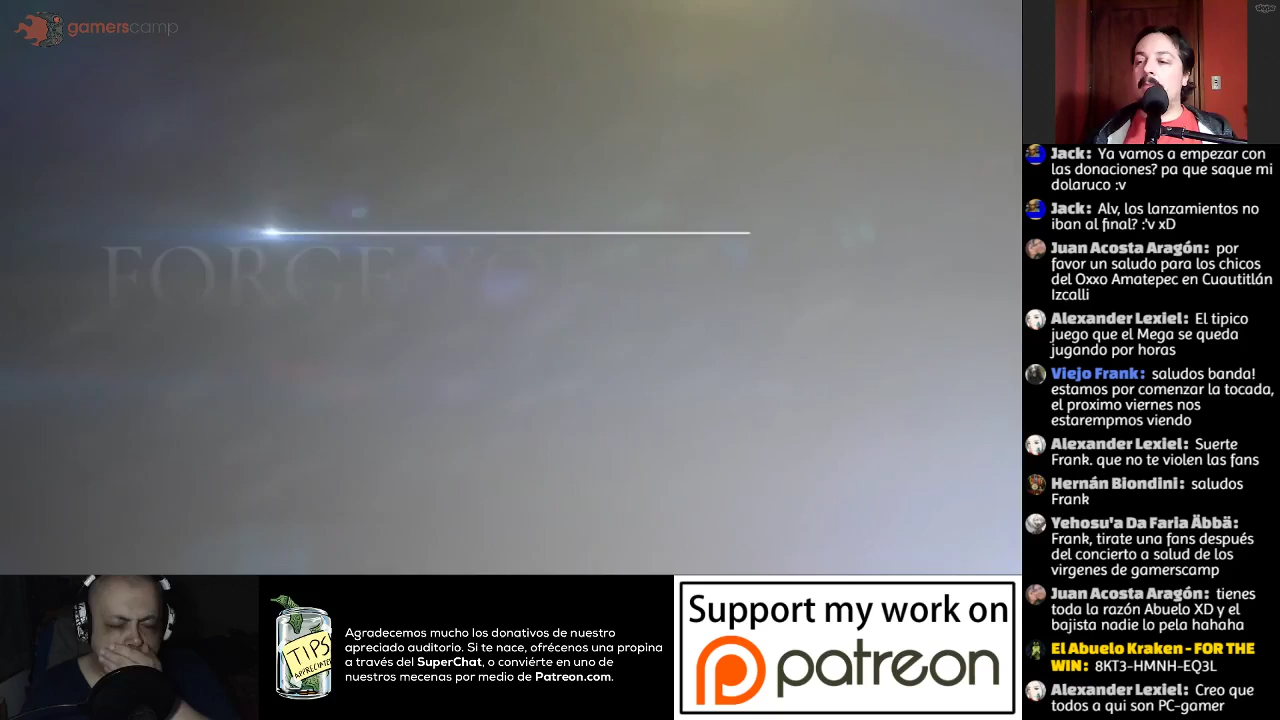 gamerscamp
skype
FORGE YO
Jack: Ya vamos a empezar con
las donaciones? pa que saque mi
dolaruco :v
Jack: Alv, los lanzamientos no
iban al final? :'v xD
Juan Acosta Aragón: por
favor un saludo para los chicos
del Oxxo Amatepec en Cuautitlán
Izcalli
Alexander Lexiel: El tipico
juego que el Mega se queda
jugando por horas
Viejo Frank: saludos banda!
estamos por comenzar la tocada,
el proximo viernes nos
estarempmos viendo
Alexander Lexiel: Suerte
Frank. que no te violen las fans
Hernán Biondini: saludos
Frank
Yehosu'a Da Faria Äbbä:
Frank, tirate una fans después
del concierto a salud de los
virgenes de gamerscamp
Juan Acosta Aragón: tienes
toda la razón Abuelo XD y el
bajista nadie lo pela hahaha
El Abuelo Kraken - FOR THE
WIN: 8KT3-HMNH-EQ3L
Alexander Lexiel: Creo que
todos a qui son PC-gamer
TIPS
APPRECIATED
Agradecemos mucho los donativos de nuestro
apreciado auditorio. Si te nace, ofrécenos una propina
a través del SuperChat, o conviérte en uno de
nuestros mecenas por medio de Patreon.com.
Support my work on
patreon